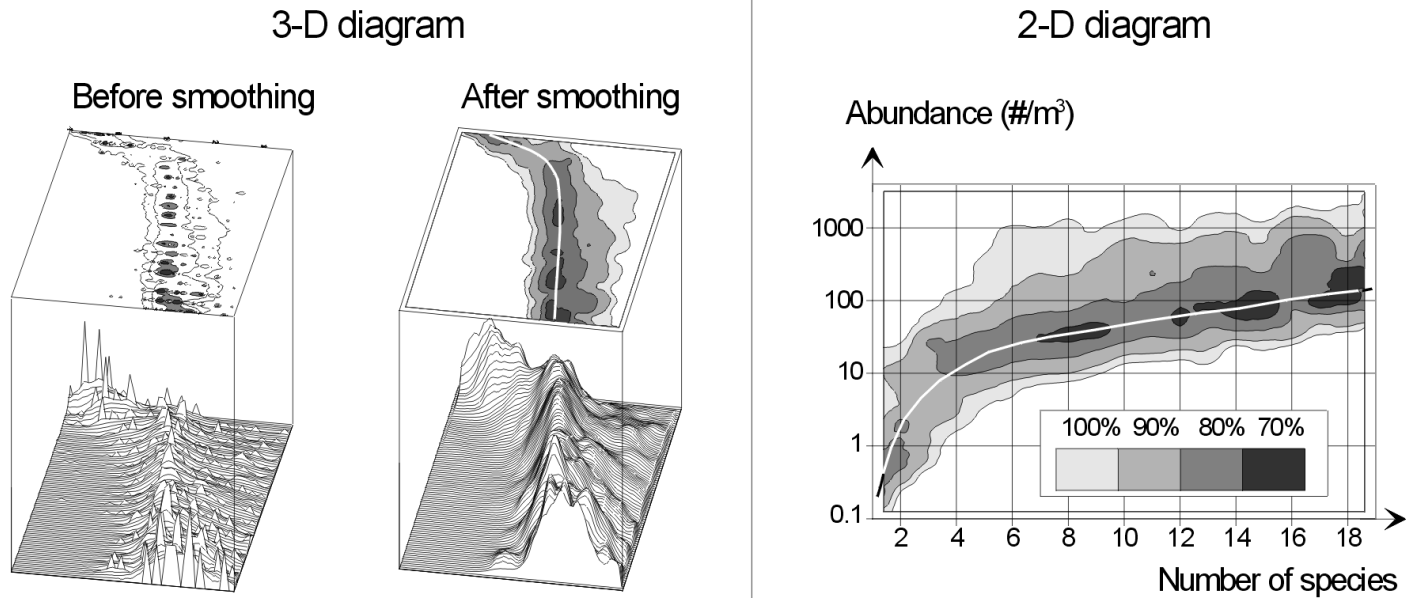 3-D diagram
Before smoothing
After smoothing
2-D diagram
Abundance (#/m³)
1000
100
10
1
0.1
100% 90% 80% 70%
2 4 6 8 10 12 14 16 18
Number of species